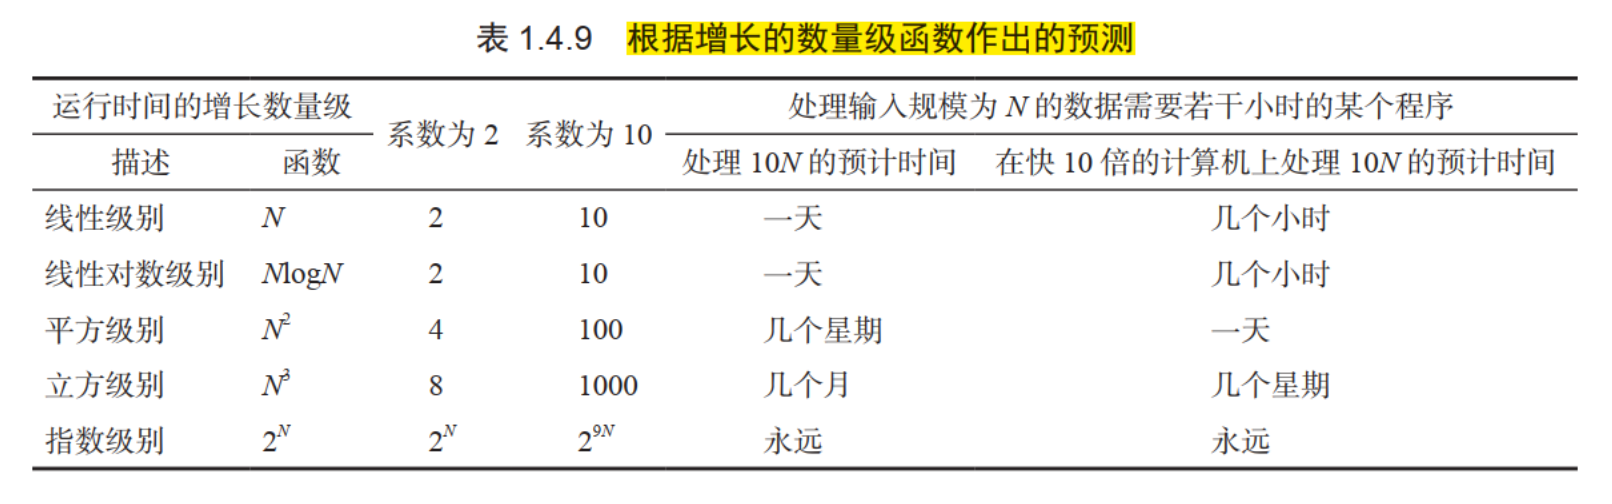 表 1.4.9 根据增长的数量级函数作出的预测
运行时间的增长数量级 系数为 2 系数为 10 处理输入规模为 N 的数据需要若干小时的某个程序
描述 函数 处理 10N 的预计时间 在快 10 倍的计算机上处理 10N 的预计时间
线性级别 N 2 10 一天 几个小时
线性对数级别 NlogN 2 10 一天 几个小时
平方级别 N² 4 100 几个星期 一天
立方级别 N³ 8 1000 几个月 几个星期
指数级别 2ᴺ 2ᴺ 2⁹ᴺ 永远 永远